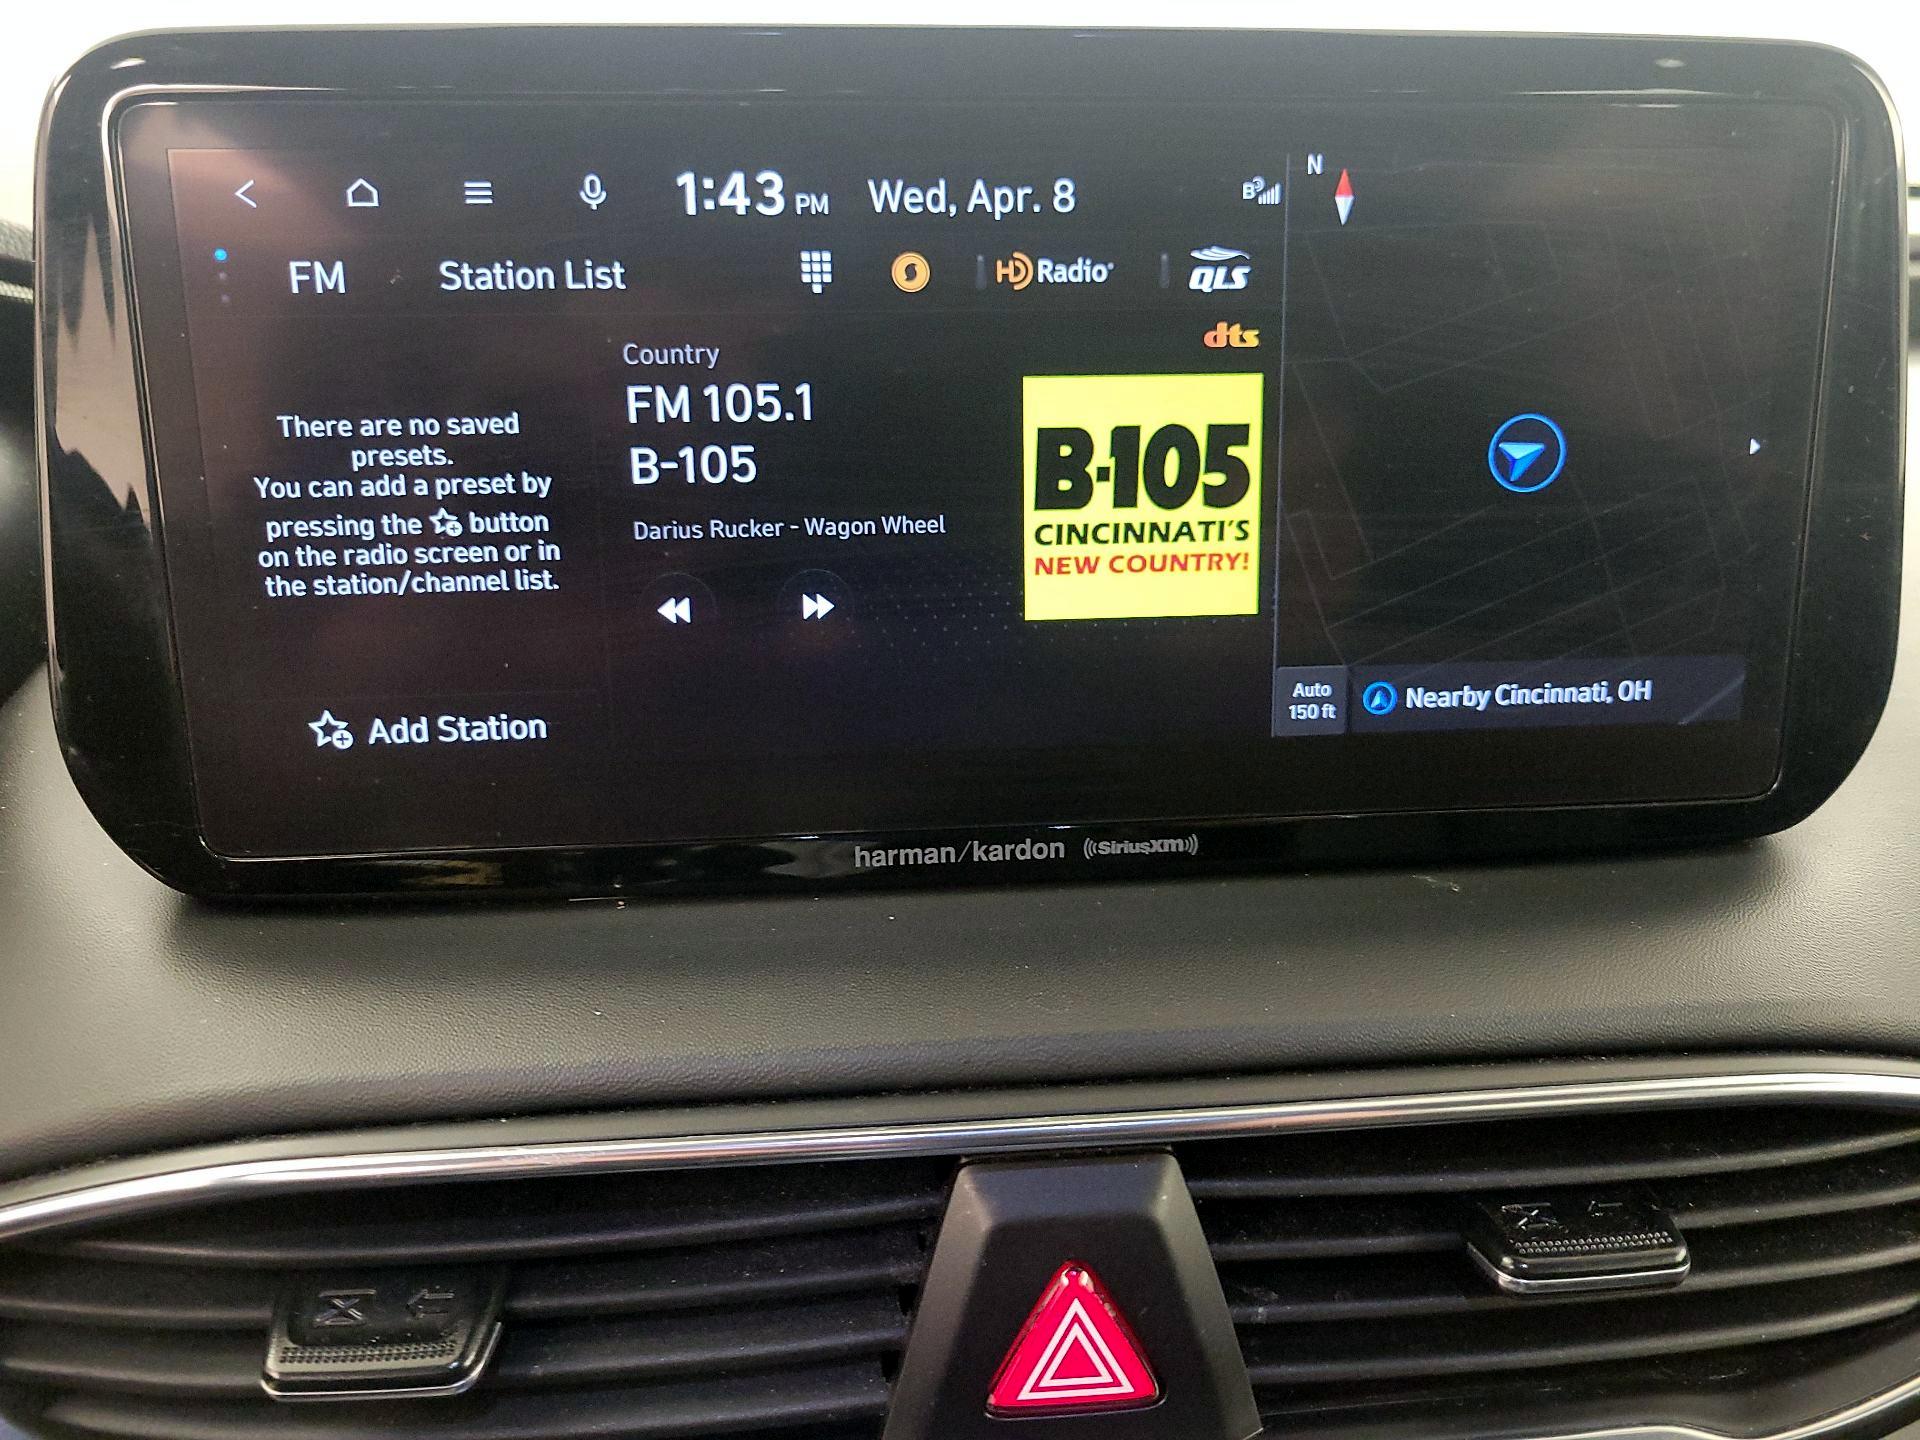 1:43 PM Wed, Apr. 8
N
FM Station List
HD Radio
QLS
dts
There are no saved
presets.
You can add a preset by
pressing the button
on the radio screen or in
the station/channel list.
Add Station
Country
FM 105.1
B-105
Darius Rucker - Wagon Wheel
B-105
CINCINNATI'S
NEW COUNTRY!
Auto
150 ft
Nearby Cincinnati, OH
harman/kardon ((SiriusXM))